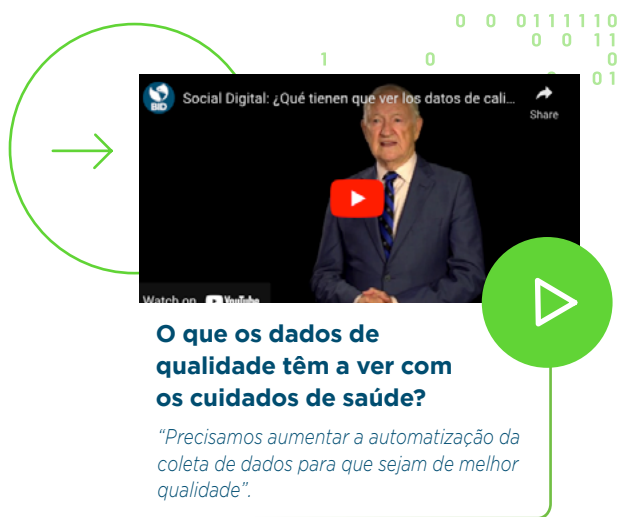 0 0 0111110
0 0 11
1 0 0
01
BID
Social Digital: ¿Qué tienen que ver los datos de cali...
Share
Watch on YouTube
O que os dados de
qualidade têm a ver com
os cuidados de saúde?
“Precisamos aumentar a automatização da
coleta de dados para que sejam de melhor
qualidade”.